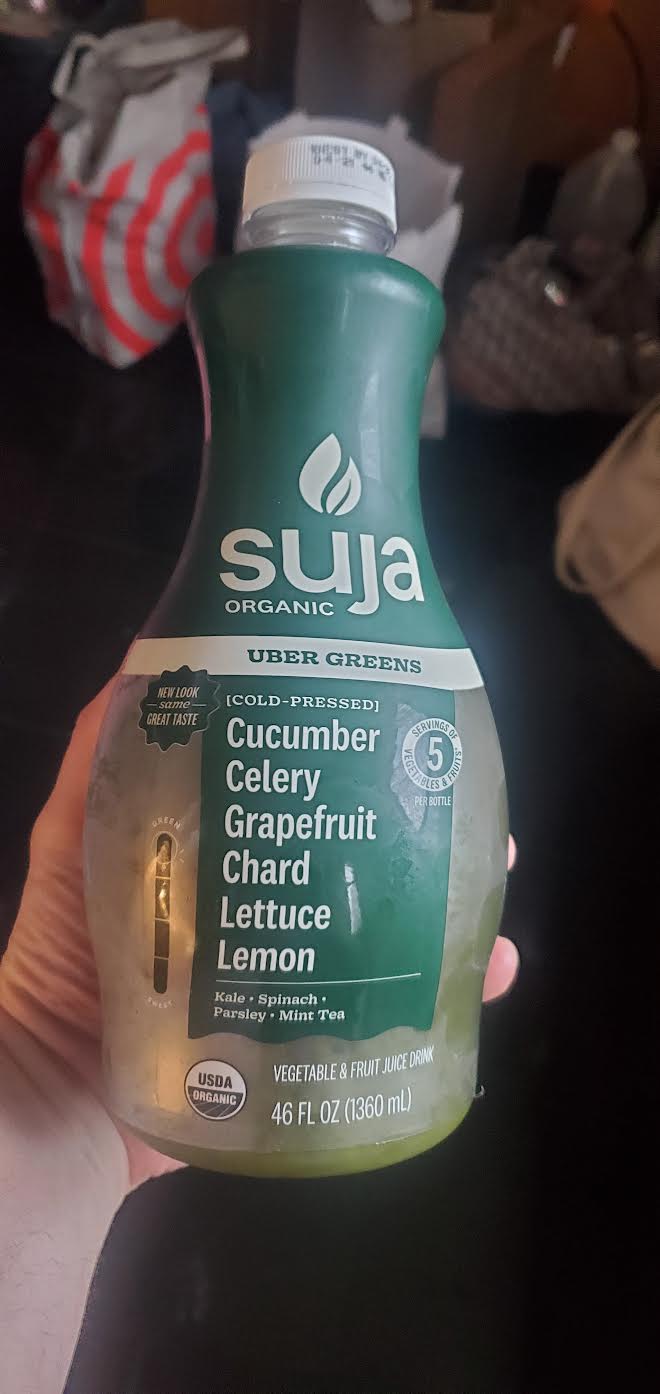 suja
ORGANIC
UBER GREENS
NEW LOOK
same
GREAT TASTE
[COLD-PRESSED]
Cucumber
Celery
Grapefruit
Chard
Lettuce
Lemon
SERVINGS OF
5
VEGETABLES & FRUITS
PER BOTTLE
GREEN
SWEET
Kale • Spinach •
Parsley • Mint Tea
USDA
ORGANIC
VEGETABLE & FRUIT JUICE DRINK
46 FL OZ (1360 mL)